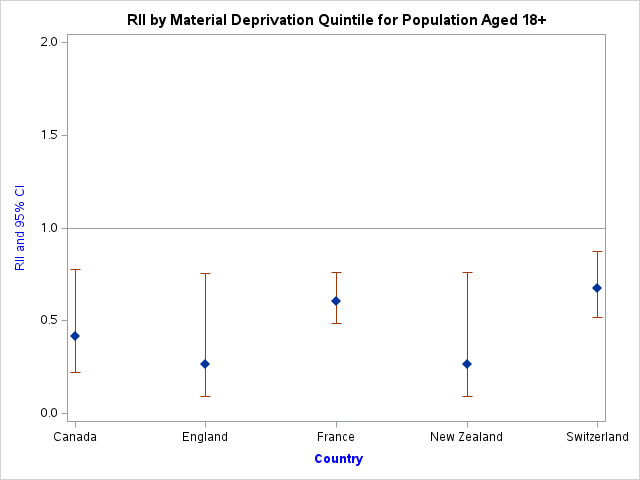 RII by Material Deprivation Quintile for Population Aged 18+
2.0
1.5
1.0
0.5
0.0
RII and 95% CI
Canada
England
France
New Zealand
Switzerland
Country